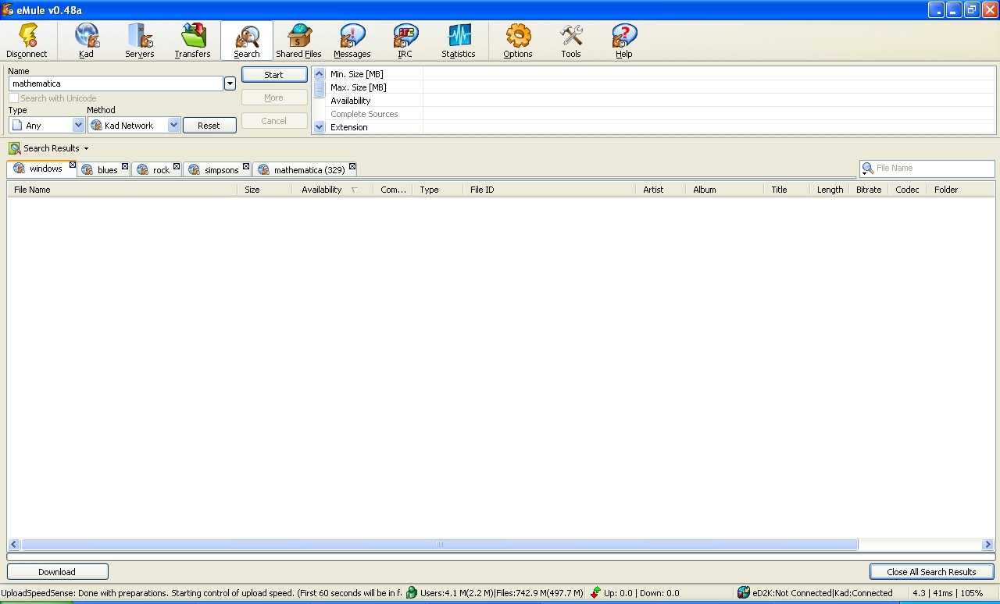 eMule v0.48a
Disconnect Kad Servers Transfers Search Shared Files Messages IRC Statistics Options Tools Help
Name
mathematica
Search with Unicode
Type Method
Any Kad Network Reset
Start
More
Cancel
Min. Size [MB]
Max. Size [MB]
Availability
Complete Sources
Extension
Search Results
windows blues rock simpsons mathematica (329) File Name
File Name Size Availability Com... Type File ID Artist Album Title Length Bitrate Codec Folder
Download Close All Search Results
UploadSpeedSense: Done with preparations. Starting control of upload speed. (First 60 seconds will be in f. Users:4.1 M(2.2 M)|Files:742.9 M(497.7 M) Up: 0.0 | Down: 0.0 eD2K:Not Connected|Kad:Connected 4.3 | 41ms | 105%